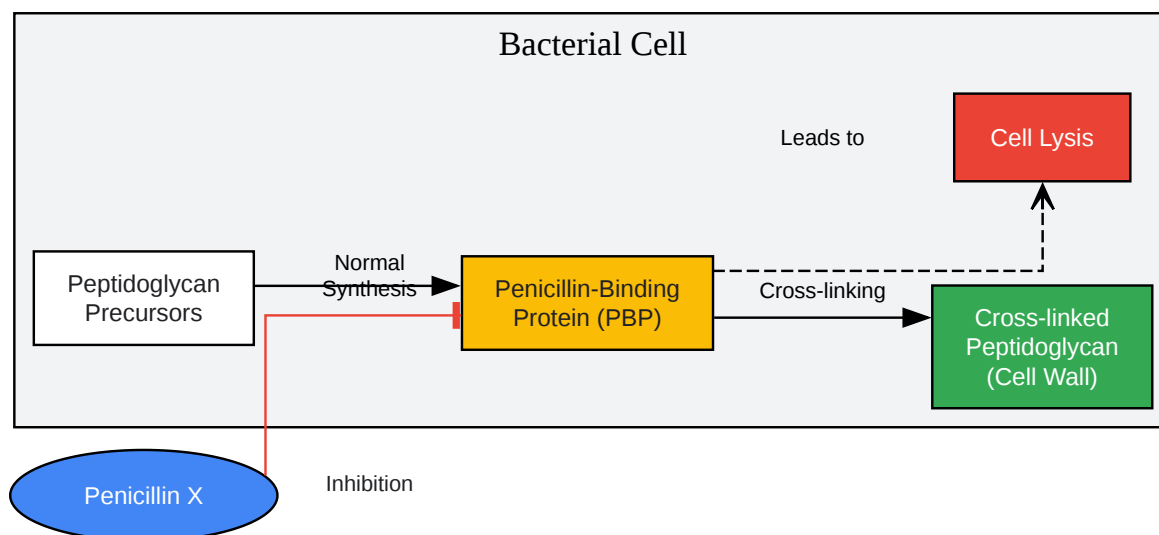 Bacterial Cell
Leads to
Cell Lysis
Peptidoglycan
Precursors
Normal
Synthesis
Penicillin-Binding
Protein (PBP)
Cross-linking
Cross-linked
Peptidoglycan
(Cell Wall)
Penicillin X
Inhibition